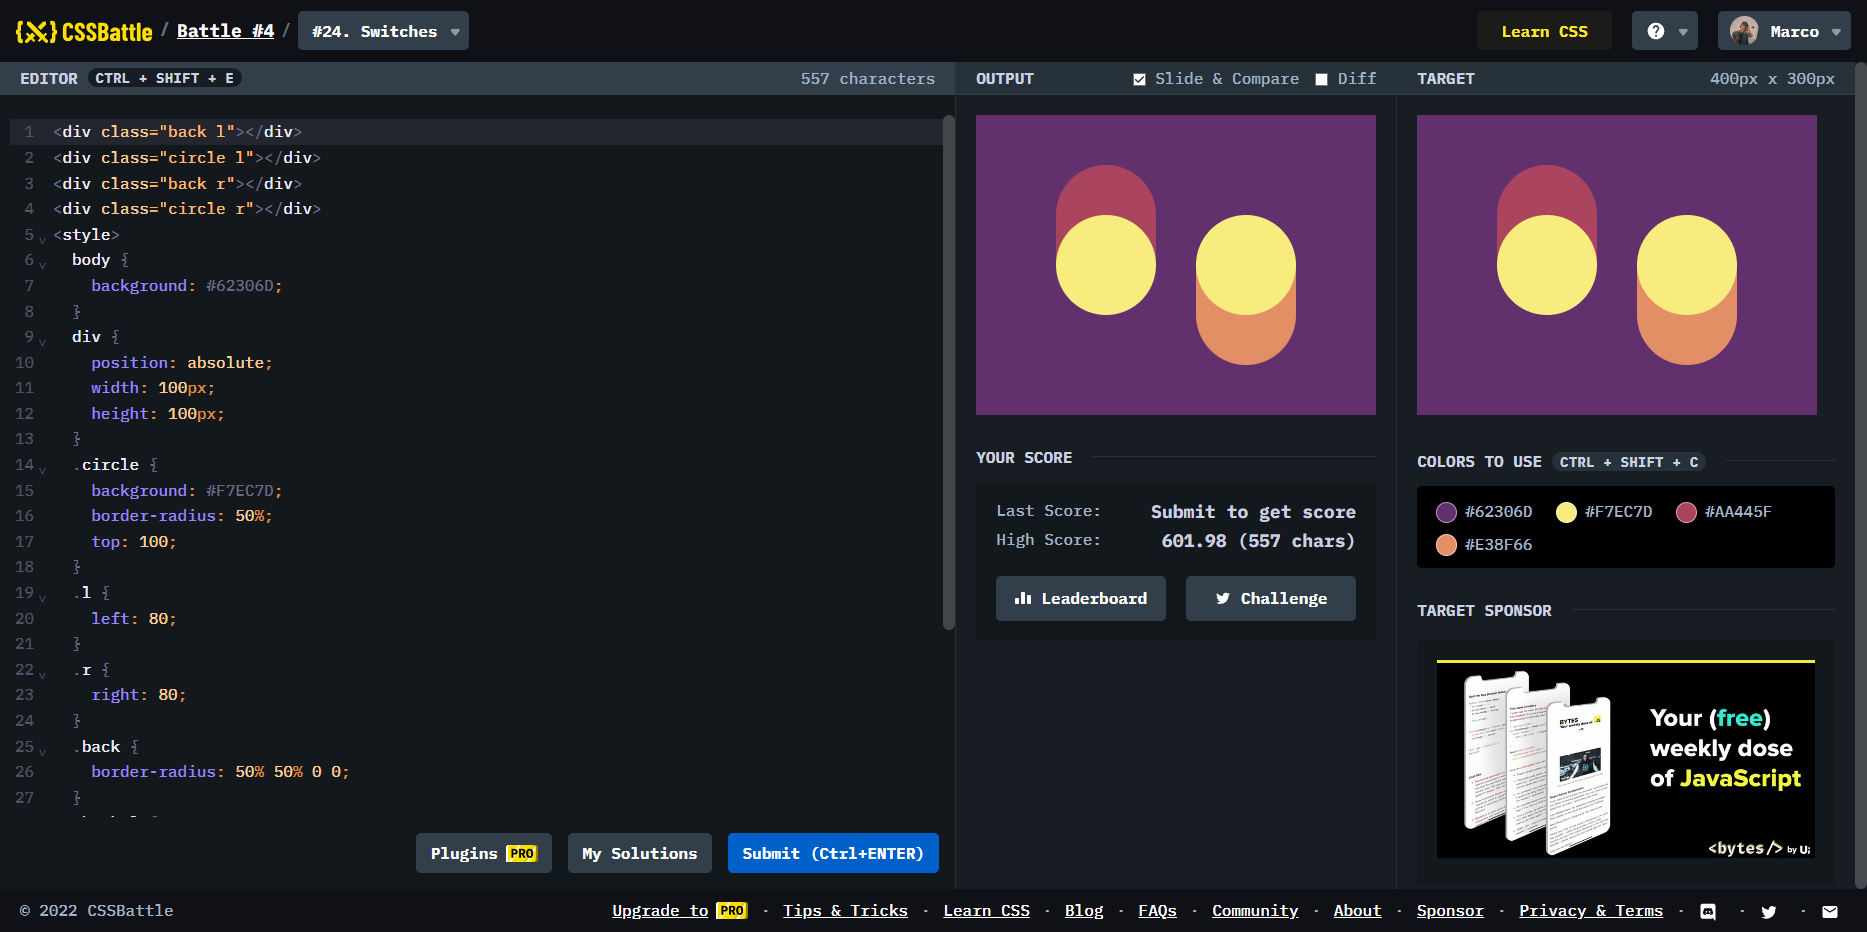 {X} CSSBattle / Battle #4 / #24. Switches
Learn CSS
?
Marco
EDITOR CTRL + SHIFT + E
557 characters
1 <div class="back l"></div>
2 <div class="circle l"></div>
3 <div class="back r"></div>
4 <div class="circle r"></div>
5 <style>
6 body {
7 background: #62306D;
8 }
9 div {
10 position: absolute;
11 width: 100px;
12 height: 100px;
13 }
14 .circle {
15 background: #F7EC7D;
16 border-radius: 50%;
17 top: 100;
18 }
19 .l {
20 left: 80;
21 }
22 .r {
23 right: 80;
24 }
25 .back {
26 border-radius: 50% 50% 0 0;
27 }
Plugins PRO
My Solutions
Submit (Ctrl+ENTER)
OUTPUT
Slide & Compare
Diff
YOUR SCORE
Last Score: Submit to get score
High Score: 601.98 (557 chars)
Leaderboard
Challenge
TARGET
400px x 300px
COLORS TO USE CTRL + SHIFT + C
#62306D #F7EC7D #AA445F
#E38F66
TARGET SPONSOR
BYTES
Your (free)
weekly dose
of JavaScript
<bytes/> by U;
© 2022 CSSBattle
Upgrade to PRO · Tips & Tricks · Learn CSS · Blog · FAQs · Community · About · Sponsor · Privacy & Terms · · ·